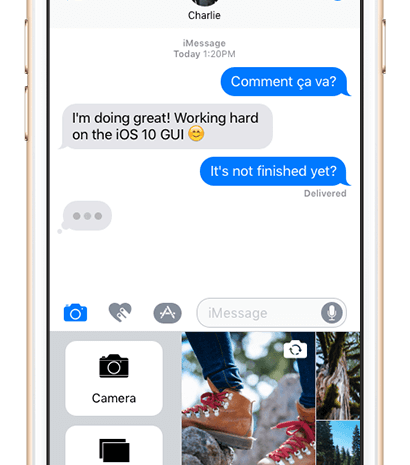 Charlie
iMessage
Today 1:20PM
Comment ça va?
I'm doing great! Working hard
on the iOS 10 GUI 😊
It's not finished yet?
Delivered
iMessage
Camera